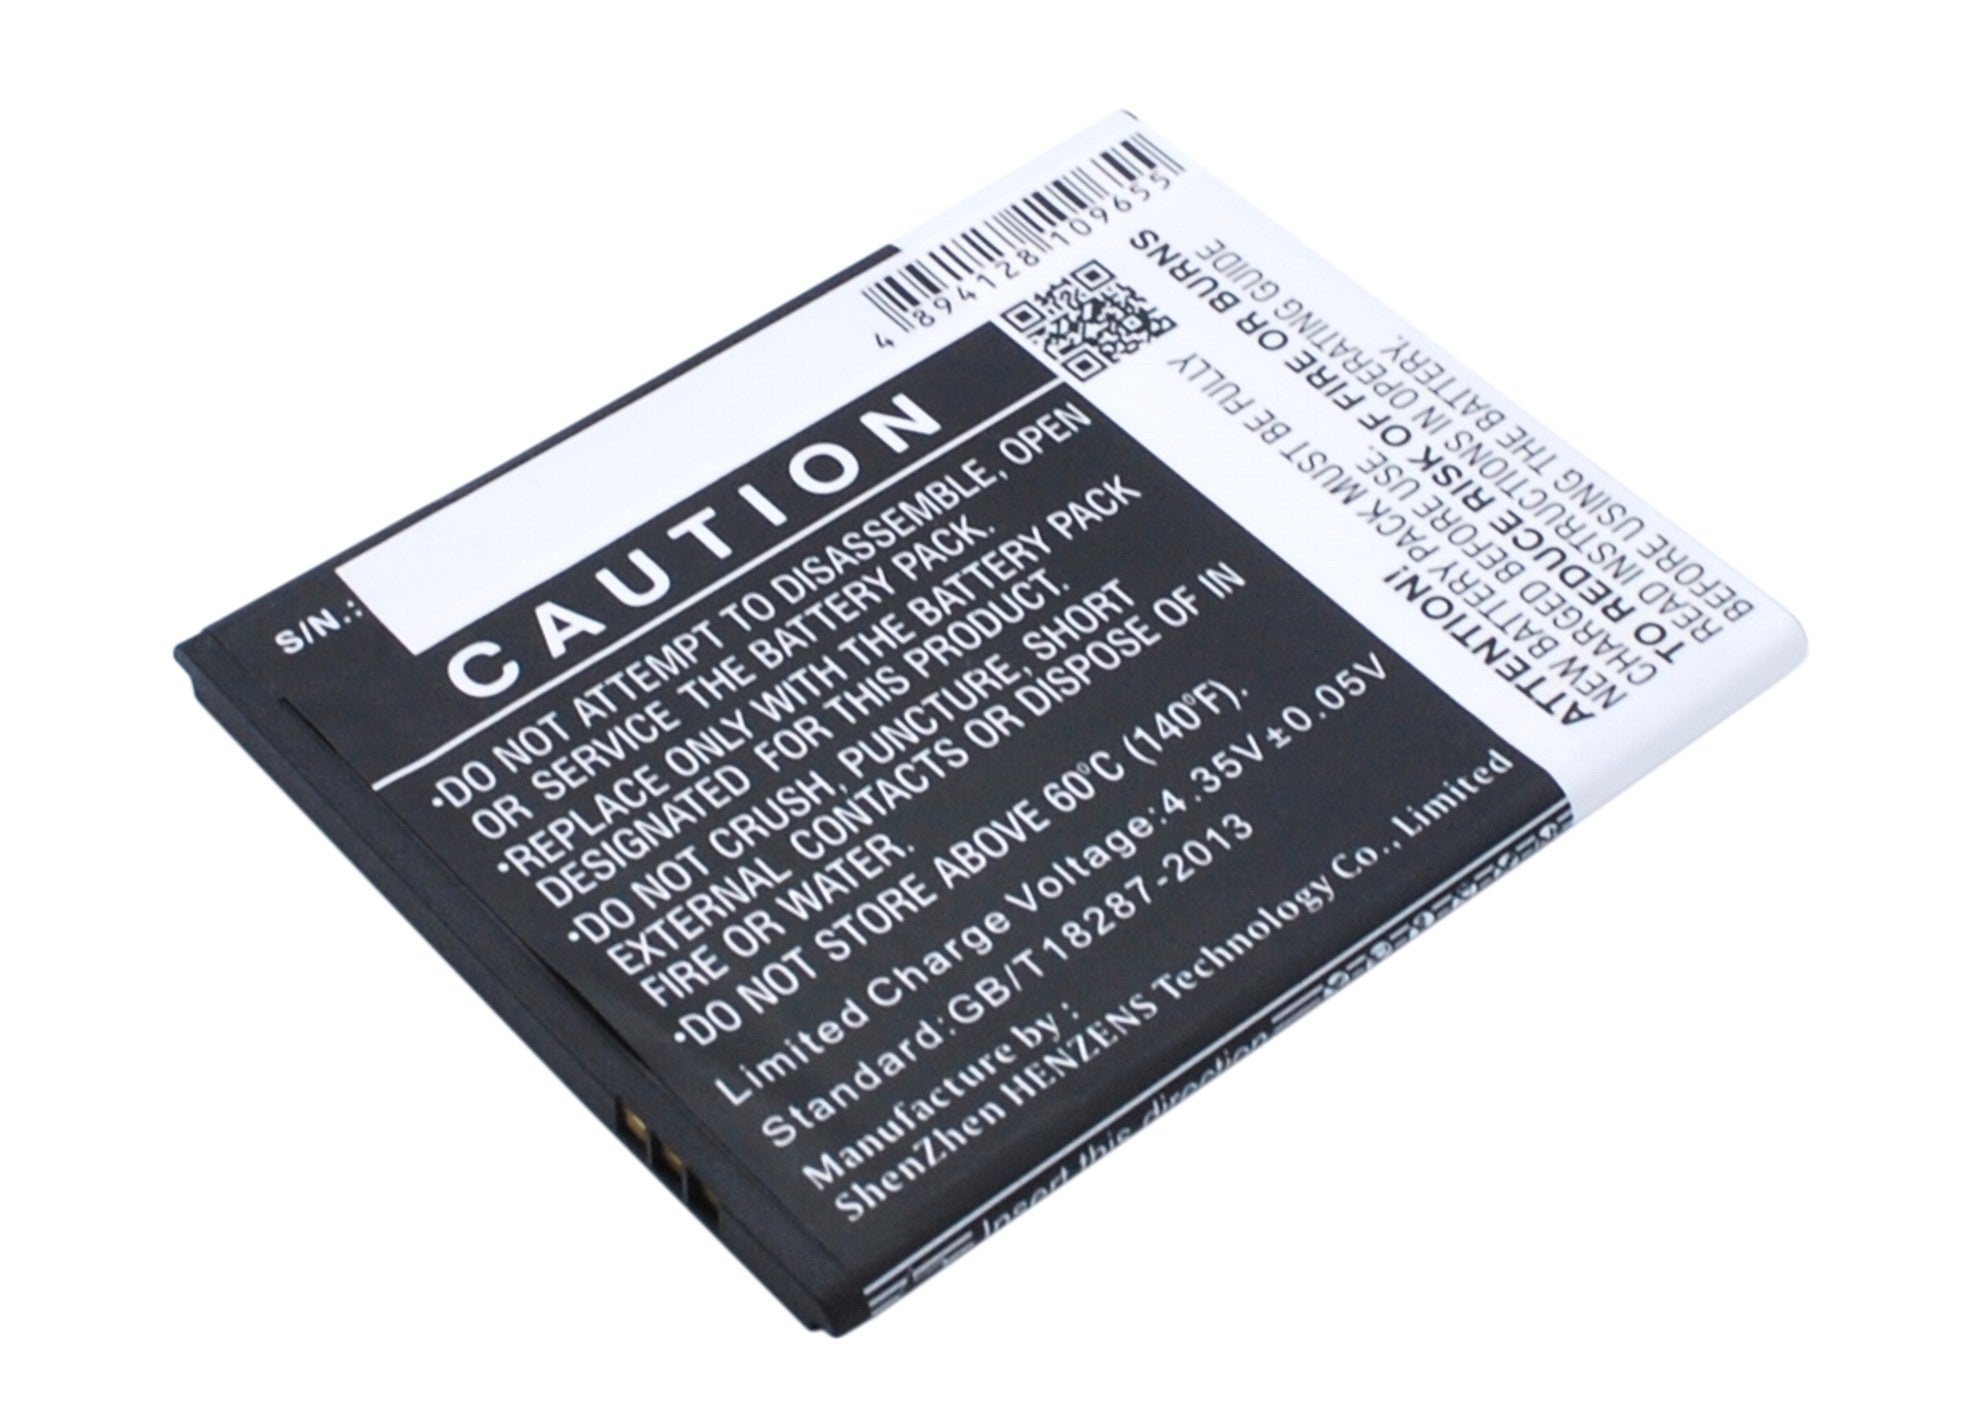 4 894128 109655
S/N.:
CAUTION
•DO NOT ATTEMPT TO DISASSEMBLE, OPEN
OR SERVICE THE BATTERY PACK.
•REPLACE ONLY WITH THE BATTERY PACK
DESIGNATED FOR THIS PRODUCT.
•DO NOT CRUSH, PUNCTURE, SHORT
EXTERNAL CONTACTS OR DISPOSE OF IN
FIRE OR WATER.
•DO NOT STORE ABOVE 60°C (140°F).
Limited Charge Voltage:4.35V±0.05V
Standard:GB/T18287-2013
Manufacture by:
ShenZhen HENZENS Technology Co., Limited
Insert this direction
ATTENTION!
NEW BATTERY PACK MUST BE FULLY
CHARGED BEFORE USE.
TO REDUCE RISK OF FIRE OR BURNS
READ INSTRUCTIONS IN OPERATING GUIDE
BEFORE USING THE BATTERY.